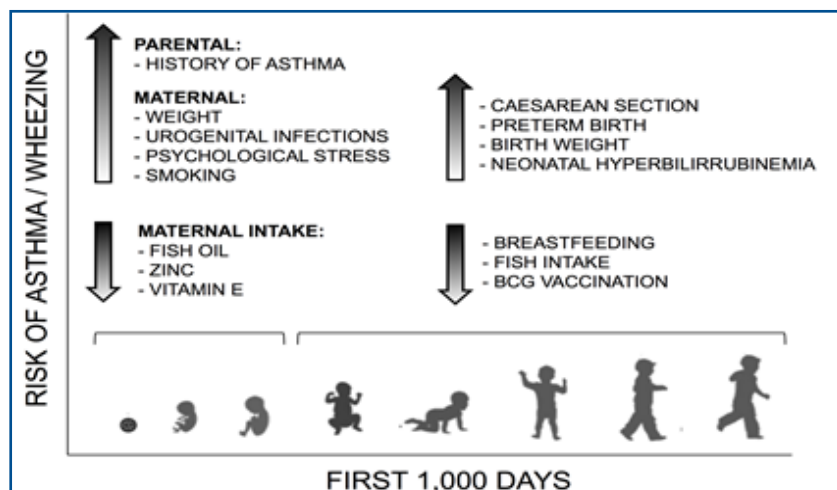 RISK OF ASTHMA / WHEEZING
PARENTAL:
- HISTORY OF ASTHMA
MATERNAL:
- WEIGHT
- UROGENITAL INFECTIONS
- PSYCHOLOGICAL STRESS
- SMOKING
MATERNAL INTAKE:
- FISH OIL
- ZINC
- VITAMIN E
- CAESAREAN SECTION
- PRETERM BIRTH
- BIRTH WEIGHT
- NEONATAL HYPERBILIRRUBINEMIA
- BREASTFEEDING
- FISH INTAKE
- BCG VACCINATION
FIRST 1.000 DAYS